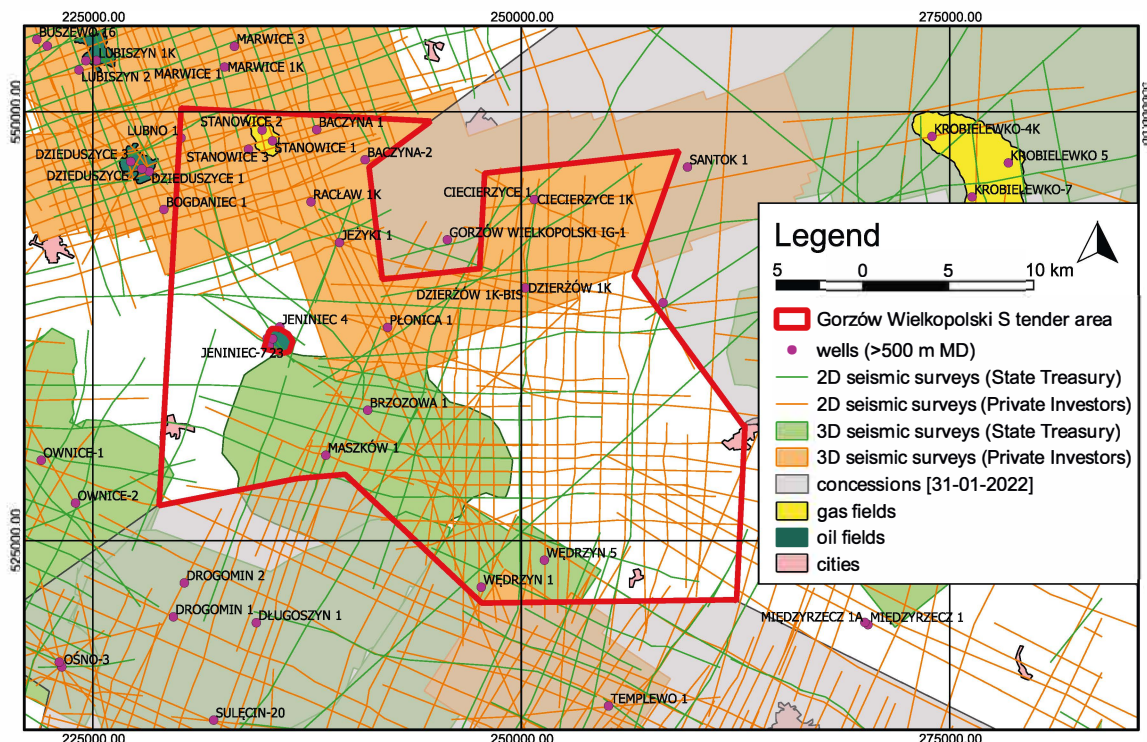 225000.00
250000.00
275000.00
BUSZEWO 16
LUBISZYN 1K
LUBISZYN 2
MARWICE 3
MARWICE 1
MARWICE 1K
LUBNO 1
STANOWICE 2
BACZYNA 1
STANOWICE 1
STANOWICE 3
BACZYNA-2
DZIEDUSZYCE 3
DZIEDUSZYCE 2
DZIEDUSZYCE 1
BOGDANIEC 1
RACŁAW 1K
JEŻYKI 1
CIECIERZYCE 1
CIECIERZYCE 1K
GORZÓW WIELKOPOLSKI IG-1
SANTOK 1
KROBIELEWKO-4K
KROBIELEWKO 5
KROBIELEWKO-7
DZIERŻÓW 1K-BIS
DZIERŻÓW 1K
JENINIEC 4
JENINIEC-7
23
PŁONICA 1
BRZOZOWA 1
MASZKÓW 1
OWNICE-1
OWNICE-2
WĘDRZYN 5
WĘDRZYN 1
DROGOMIN 2
DROGOMIN 1
DŁUGOSZYN 1
OŚNO-3
SULĘCIN-20
TEMPLEWO 1
MIĘDZYRZECZ 1A
MIĘDZYRZECZ 1
Legend
5 0 5 10 km
Gorzów Wielkopolski S tender area
wells (>500 m MD)
2D seismic surveys (State Treasury)
2D seismic surveys (Private Investors)
3D seismic surveys (State Treasury)
3D seismic surveys (Private Investors)
concessions [31-01-2022]
gas fields
oil fields
cities
5225000.00
225000.00
250000.00
275000.00